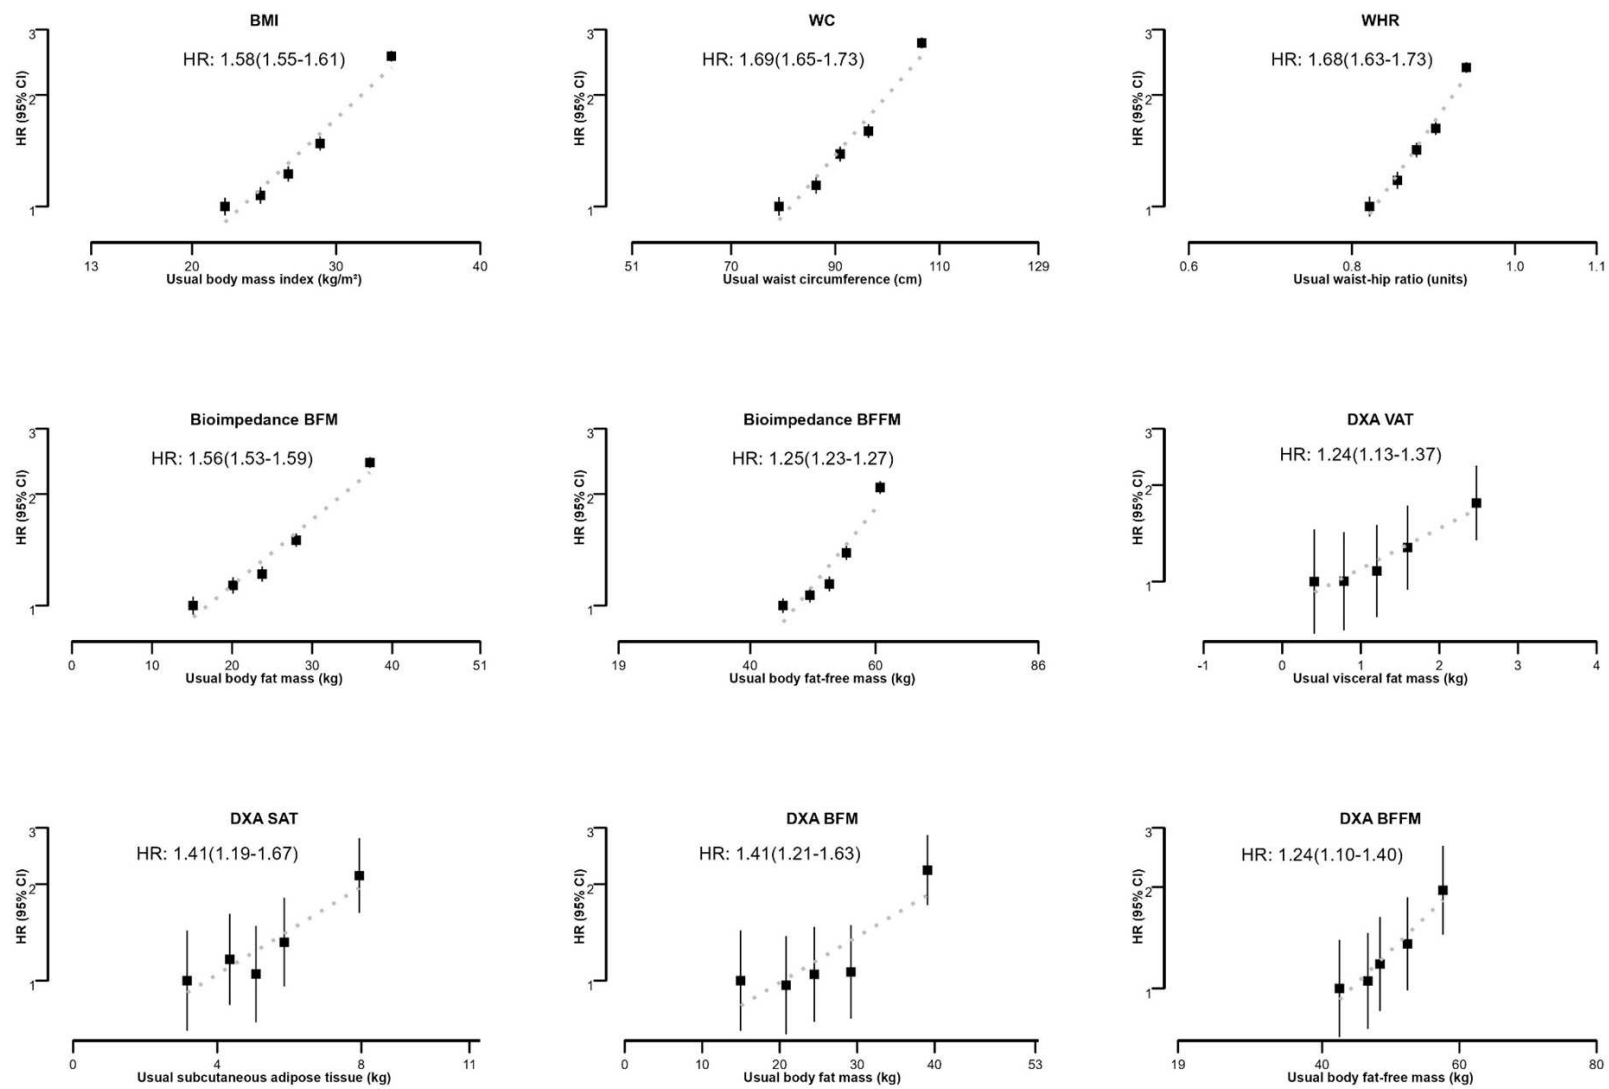 BMI
HR: 1.58(1.55-1.61)
HR (95% CI)
3
2
1
13 20 30 40
Usual body mass index (kg/m²)
WC
HR: 1.69(1.65-1.73)
HR (95% CI)
3
2
1
51 70 90 110 129
Usual waist circumference (cm)
WHR
HR: 1.68(1.63-1.73)
HR (95% CI)
3
2
1
0.6 0.8 1.0 1.1
Usual waist-hip ratio (units)
Bioimpedance BFM
HR: 1.56(1.53-1.59)
HR (95% CI)
3
2
1
0 10 20 30 40 51
Usual body fat mass (kg)
Bioimpedance BFFM
HR: 1.25(1.23-1.27)
HR (95% CI)
3
2
1
19 40 60 86
Usual body fat-free mass (kg)
DXA VAT
HR: 1.24(1.13-1.37)
HR (95% CI)
3
2
1
-1 0 1 2 3 4
Usual visceral fat mass (kg)
DXA SAT
HR: 1.41(1.19-1.67)
HR (95% CI)
3
2
1
0 4 8 11
Usual subcutaneous adipose tissue (kg)
DXA BFM
HR: 1.41(1.21-1.63)
HR (95% CI)
3
2
1
0 10 20 30 40 53
Usual body fat mass (kg)
DXA BFFM
HR: 1.24(1.10-1.40)
HR (95% CI)
3
2
1
19 40 60 80
Usual body fat-free mass (kg)